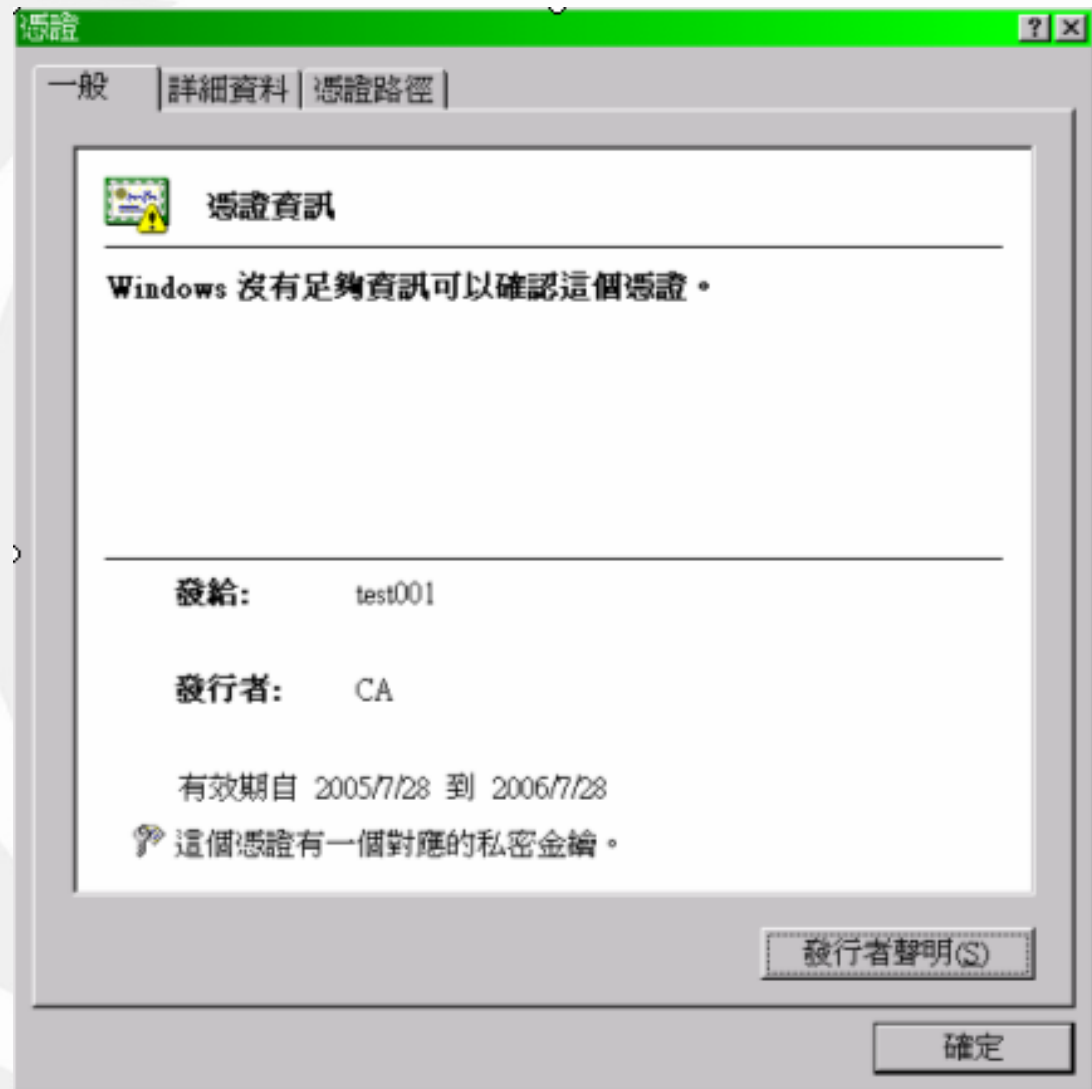 憑證
一般 詳細資料 憑證路徑
憑證資訊
Windows 沒有足夠資訊可以確認這個憑證。
發給: test001
發行者: CA
有效期自 2005/7/28 到 2006/7/28
這個憑證有一個對應的私密金鑰。
發行者聲明(S)
確定